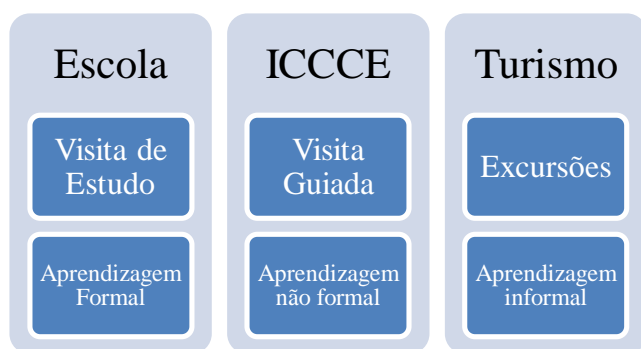 Escola
Visita de
Estudo
Aprendizagem
Formal
ICCCE
Visita
Guiada
Aprendizagem
não formal
Turismo
Excursões
Aprendizagem
informal